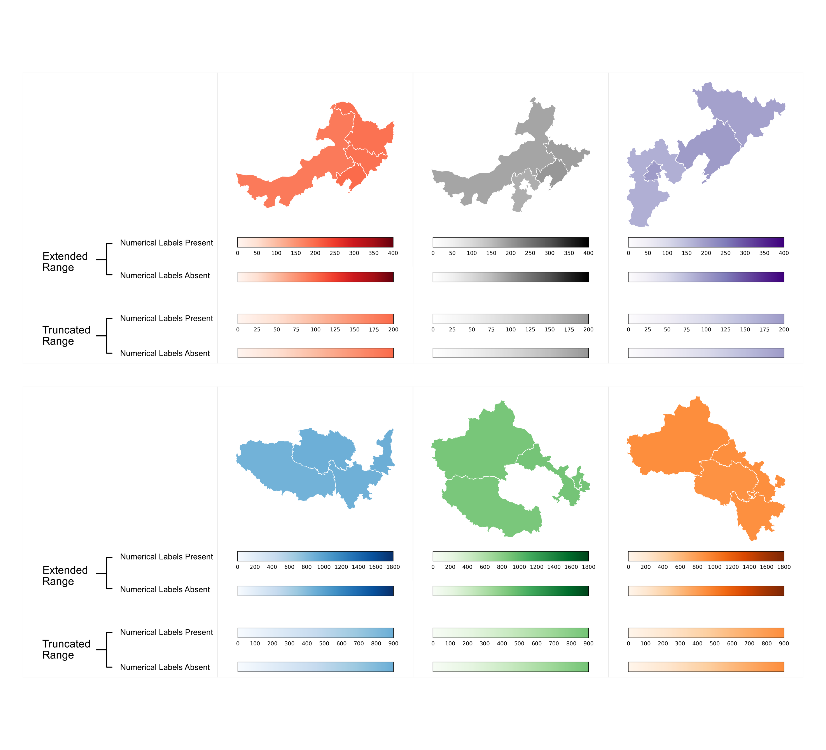 Extended
Range
Numerical Labels Present
0 50 100 150 200 250 300 350 400
0 50 100 150 200 250 300 350 400
0 50 100 150 200 250 300 350 400
Numerical Labels Absent
Truncated
Range
Numerical Labels Present
0 25 50 75 100 125 150 175 200
0 25 50 75 100 125 150 175 200
0 25 50 75 100 125 150 175 200
Numerical Labels Absent
Extended
Range
Numerical Labels Present
0 200 400 600 800 1000 1200 1400 1600 1800
0 200 400 600 800 1000 1200 1400 1600 1800
0 200 400 600 800 1000 1200 1400 1600 1800
Numerical Labels Absent
Truncated
Range
Numerical Labels Present
0 100 200 300 400 500 600 700 800 900
0 100 200 300 400 500 600 700 800 900
0 100 200 300 400 500 600 700 800 900
Numerical Labels Absent